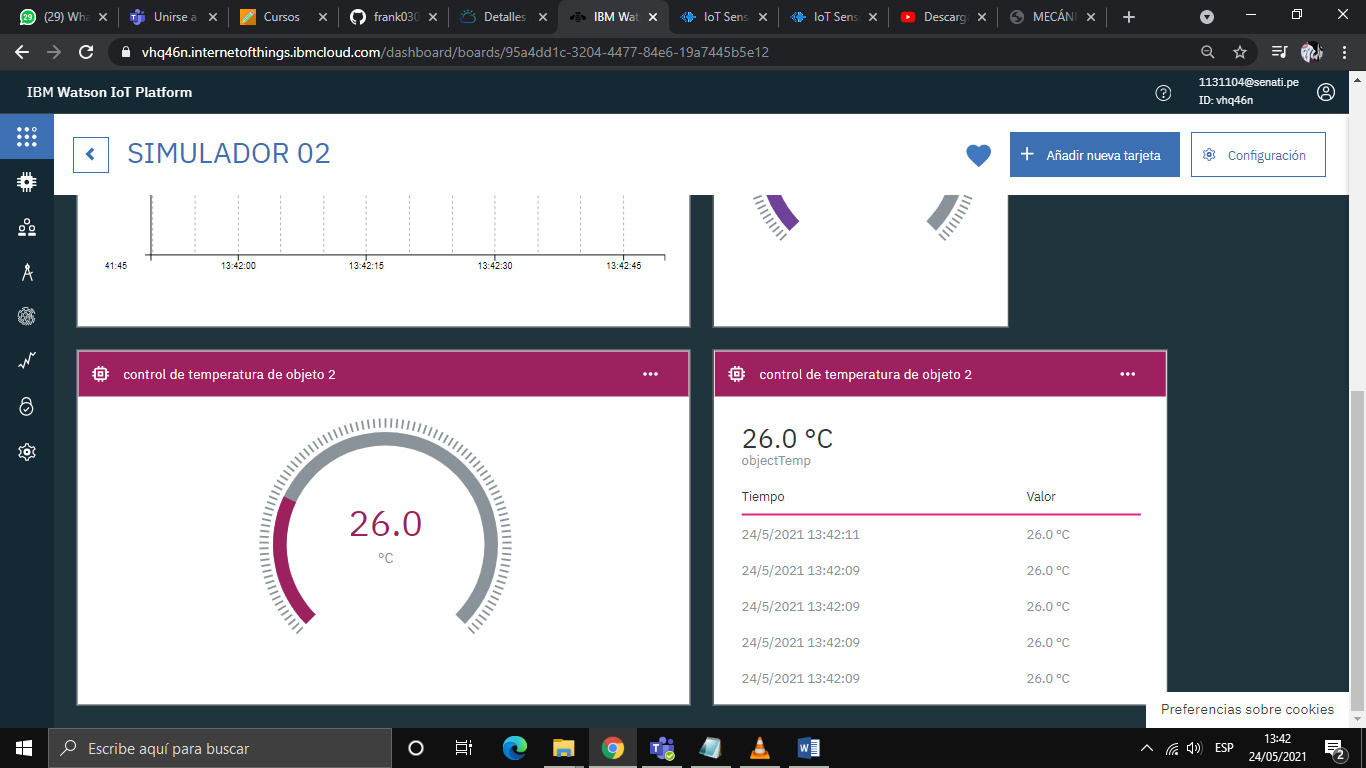 (29) Wha
Unirse a
Cursos
frank030
Detalles
IBM Wat
IoT Sens
IoT Sens
Descarg
MECÁNI
vhq46n.internetofthings.ibmcloud.com/dashboard/boards/95a4dd1c-3204-4477-84e6-19a7445b5e12
IBM Watson IoT Platform
1131104@senati.pe
ID: vhq46n
SIMULADOR 02
Añadir nueva tarjeta
Configuración
41:45
13:42:00
13:42:15
13:42:30
13:42:45
control de temperatura de objeto 2
26.0
°C
control de temperatura de objeto 2
26.0 °C
objectTemp
Tiempo Valor
24/5/2021 13:42:11 26.0 °C
24/5/2021 13:42:09 26.0 °C
24/5/2021 13:42:09 26.0 °C
24/5/2021 13:42:09 26.0 °C
24/5/2021 13:42:09 26.0 °C
Preferencias sobre cookies
Escribe aquí para buscar
ESP
13:42
24/05/2021
2